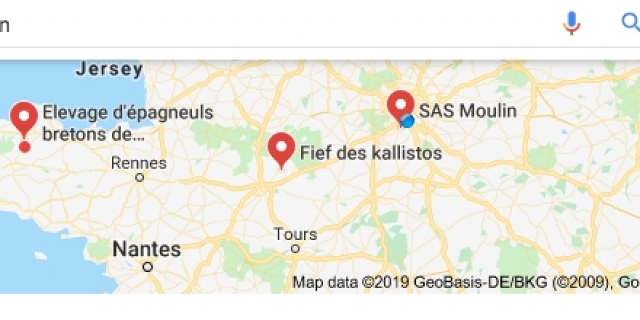 n
Jersey
Elevage d'épagneuls
bretons de...
SAS Moulin
Fief des kallistos
Rennes
Tours
Nantes
Map data ©2019 GeoBasis-DE/BKG (©2009), Go